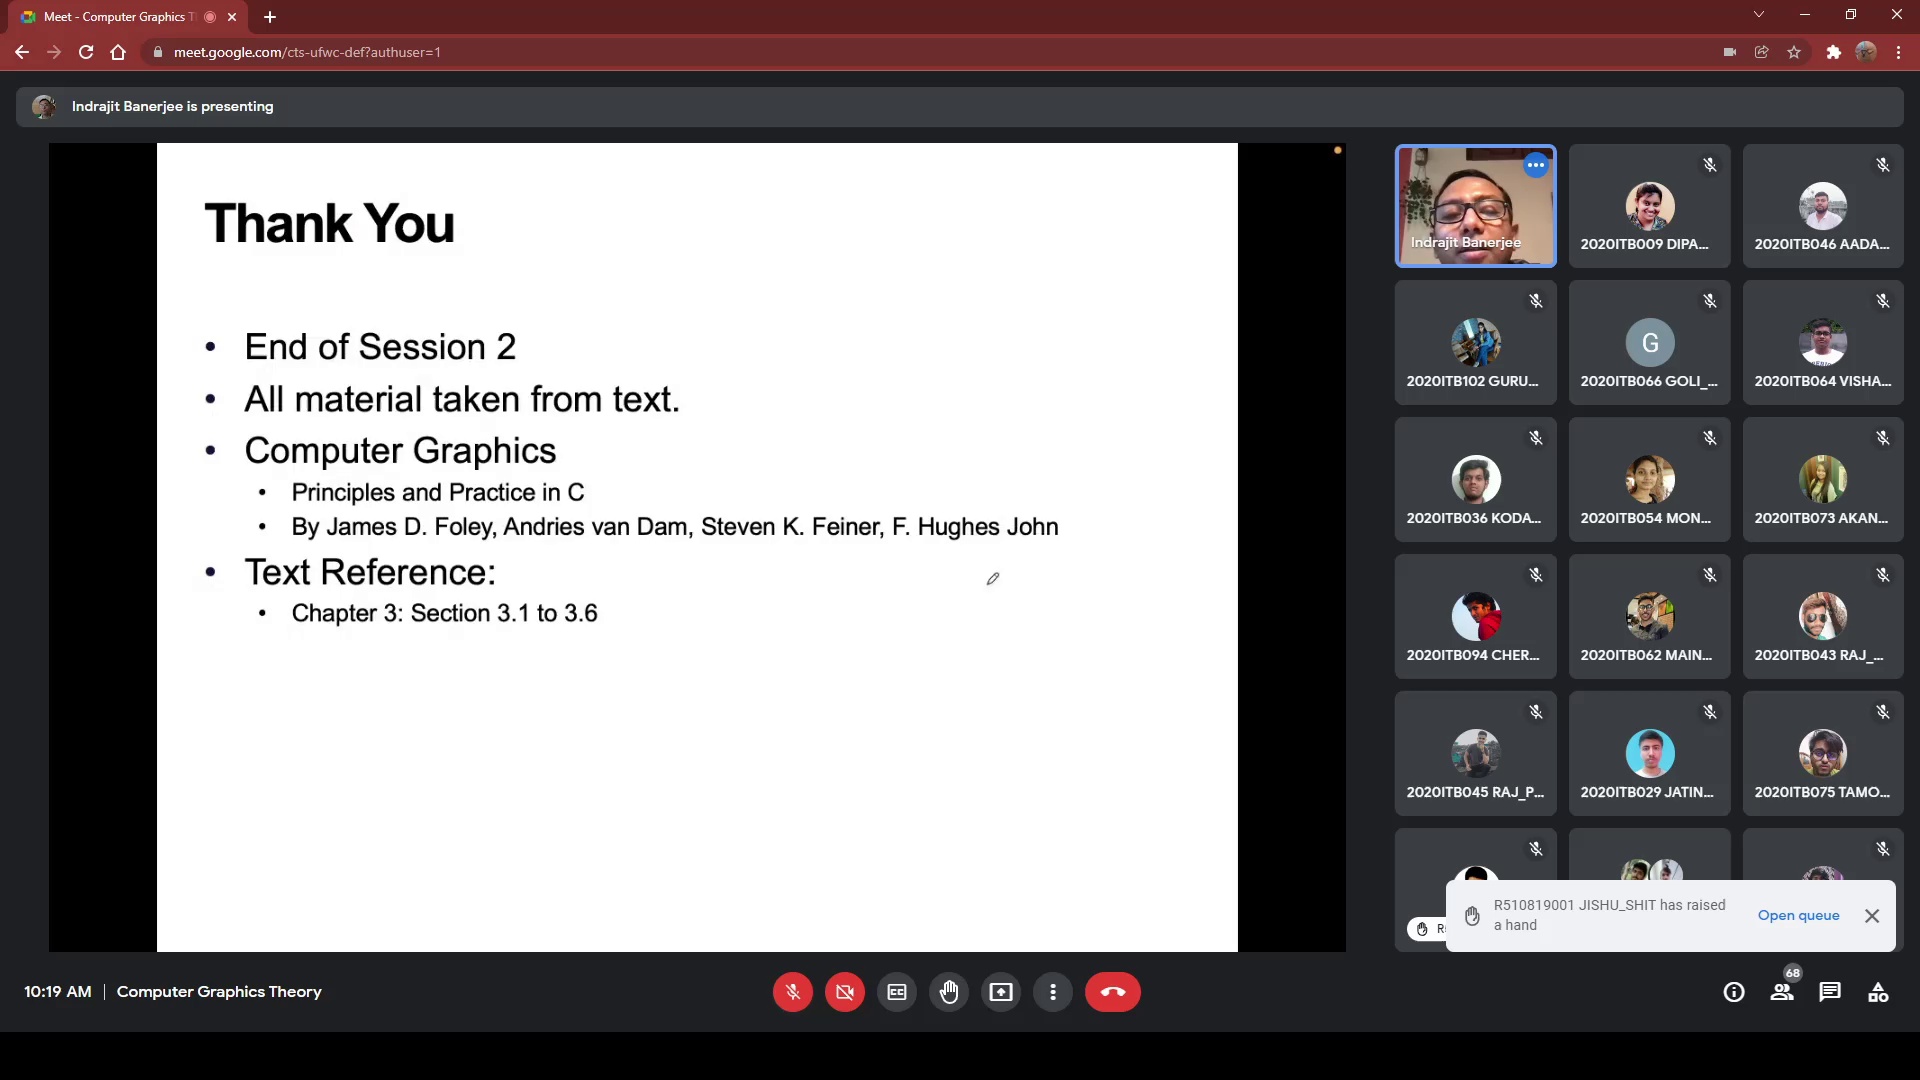 Meet - Computer Graphics T
meet.google.com/cts-ufwc-def?authuser=1
Indrajit Banerjee is presenting
Thank You
• End of Session 2
• All material taken from text.
• Computer Graphics
• Principles and Practice in C
• By James D. Foley, Andries van Dam, Steven K. Feiner, F. Hughes John
• Text Reference:
• Chapter 3: Section 3.1 to 3.6
Indrajit Banerjee
2020ITB009 DIPA...
2020ITB046 AADA...
2020ITB102 GURU...
G
2020ITB066 GOLI_...
2020ITB064 VISHA...
2020ITB036 KODA...
2020ITB054 MON...
2020ITB073 AKAN...
2020ITB094 CHER...
2020ITB062 MAIN...
2020ITB043 RAJ_...
2020ITB045 RAJ_P...
2020ITB029 JATIN...
2020ITB075 TAMO...
R510819001 JISHU_SHIT has raised
a hand
Open queue
10:19 AM | Computer Graphics Theory
68